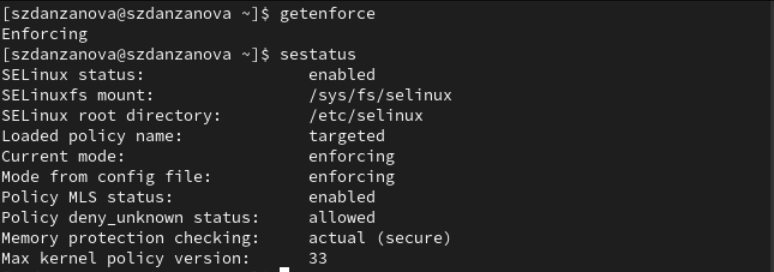 [szdanzanova@szdanzanova ~]$ getenforce
Enforcing
[szdanzanova@szdanzanova ~]$ sestatus
SELinux status:                 enabled
SELinuxfs mount:                /sys/fs/selinux
SELinux root directory:         /etc/selinux
Loaded policy name:             targeted
Current mode:                   enforcing
Mode from config file:          enforcing
Policy MLS status:              enabled
Policy deny_unknown status:     allowed
Memory protection checking:     actual (secure)
Max kernel policy version:      33